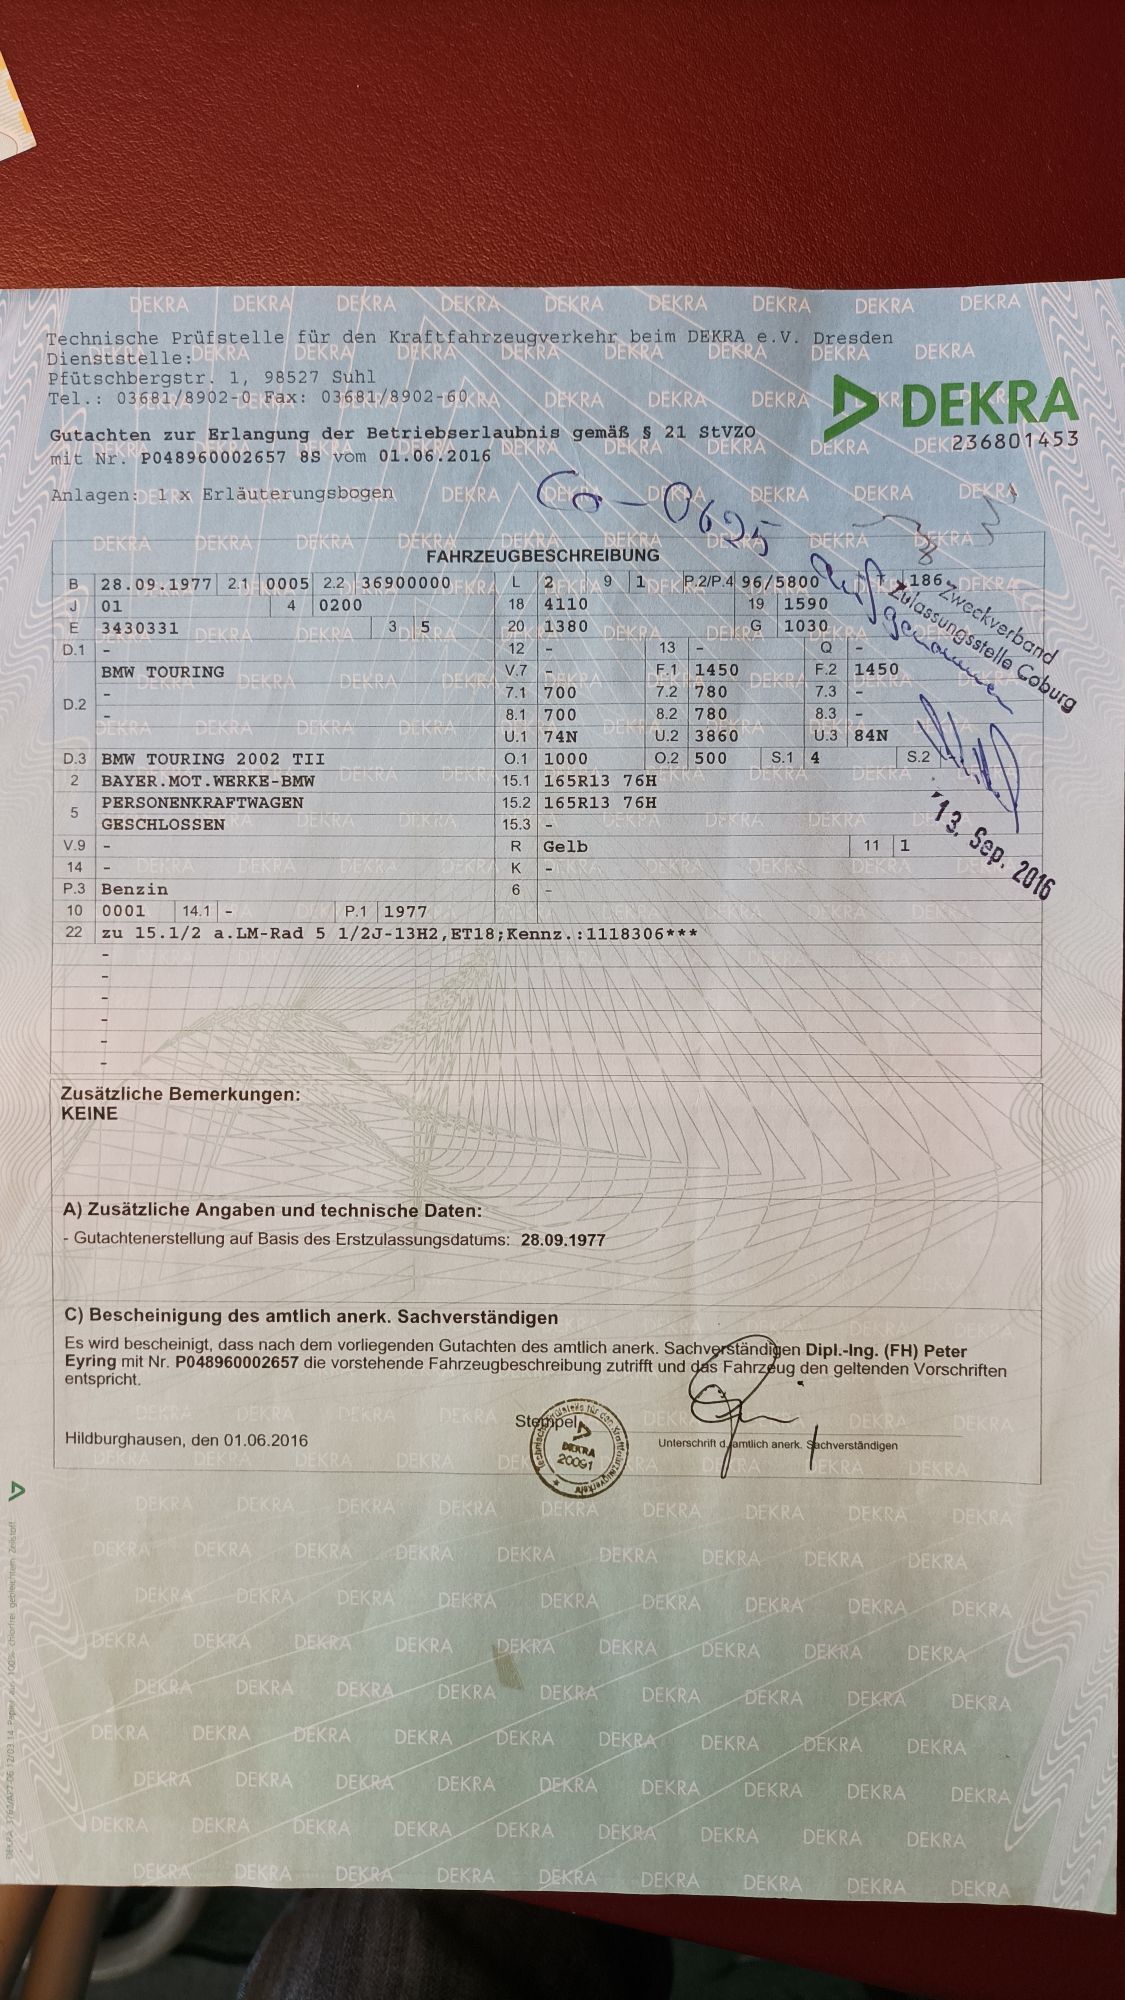 Technische Prüfstelle für den Kraftfahrzeugverkehr beim DEKRA e.V. Dresden
Dienststelle:
Pfütschbergstr. 1, 98527 Suhl
Tel.: 03681/8902-0 Fax: 03681/8902-60
DEKRA
236801453
Gutachten zur Erlangung der Betriebserlaubnis gemäß § 21 StVZO
mit Nr. P048960002657 8S vom 01.06.2016
Anlagen: 1 x Erläuterungsbogen
Co-0625
FAHRZEUGBESCHREIBUNG
B 28.09.1977 2.1 0005 2.2 36900000 L 2 9 1 P.2/P.4 96/5800 T 186
J 01 4 0200 18 4110 19 1590
E 3430331 3 5 20 1380 G 1030
D.1 - 12 - 13 - Q -
BMW TOURING V.7 - F.1 1450 F.2 1450
D.2 - 7.1 700 7.2 780 7.3 -
- 8.1 700 8.2 780 8.3 -
U.1 74N U.2 3860 U.3 84N
D.3 BMW TOURING 2002 TII O.1 1000 O.2 500 S.1 4 S.2
2 BAYER.MOT.WERKE-BMW 15.1 165R13 76H
5 PERSONENKRAFTWAGEN 15.2 165R13 76H
GESCHLOSSEN 15.3 -
V.9 - R Gelb 11 1
14 - K -
P.3 Benzin 6 -
10 0001 14.1 - P.1 1977
22 zu 15.1/2 a.LM-Rad 5 1/2J-13H2,ET18;Kennz.:1118306***
-
-
-
-
-
-
Aufgenommen
Zweckverband
Zulassungsstelle Coburg
13. Sep. 2016
Zusätzliche Bemerkungen:
KEINE
A) Zusätzliche Angaben und technische Daten:
- Gutachtenerstellung auf Basis des Erstzulassungsdatums: 28.09.1977
C) Bescheinigung des amtlich anerk. Sachverständigen
Es wird bescheinigt, dass nach dem vorliegenden Gutachten des amtlich anerk. Sachverständigen Dipl.-Ing. (FH) Peter
Eyring mit Nr. P048960002657 die vorstehende Fahrzeugbeschreibung zutrifft und das Fahrzeug den geltenden Vorschriften
entspricht.
Stempel
DEKRA
20091
Hildburghausen, den 01.06.2016
Unterschrift d. amtlich anerk. Sachverständigen